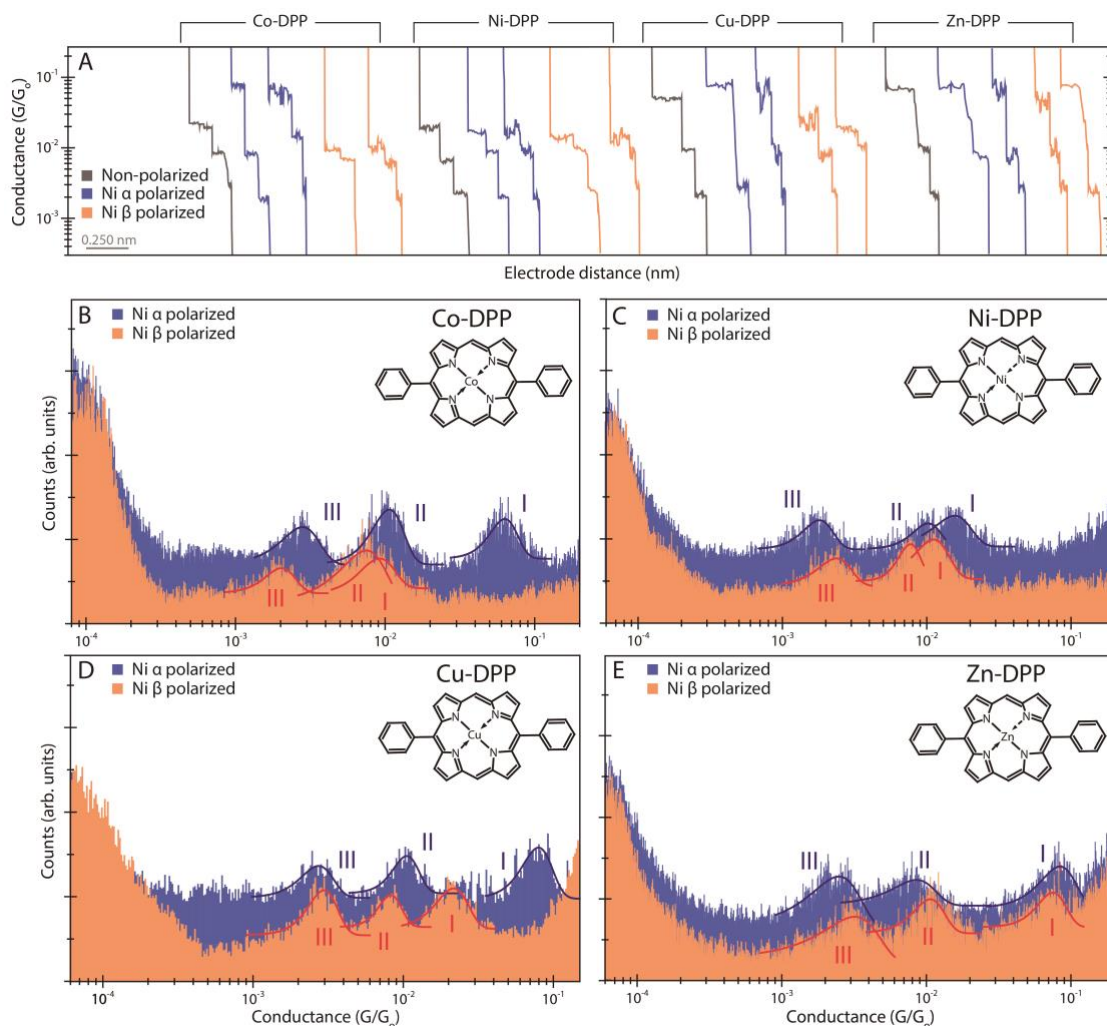 Co-DPP Ni-DPP Cu-DPP Zn-DPP
A
Conductance (G/G₀)
10⁻¹
10⁻²
10⁻³
Non-polarized
Ni α polarized
Ni β polarized
0.250 nm
Electrode distance (nm)
B
Ni α polarized
Ni β polarized
Co-DPP
N N
Co
N N
Counts (arb. units)
III II I
III II I
10⁻⁴ 10⁻³ 10⁻² 10⁻¹
C
Ni α polarized
Ni β polarized
Ni-DPP
N N
Ni
N N
III II I
III II I
10⁻⁴ 10⁻³ 10⁻² 10⁻¹
D
Ni α polarized
Ni β polarized
Cu-DPP
N N
Cu
N N
Counts (arb. units)
III II I
III II I
10⁻⁴ 10⁻³ 10⁻² 10⁻¹
Conductance (G/G₀)
E
Ni α polarized
Ni β polarized
Zn-DPP
N N
Zn
N N
III II I
III II I
10⁻⁴ 10⁻³ 10⁻² 10⁻¹
Conductance (G/G₀)